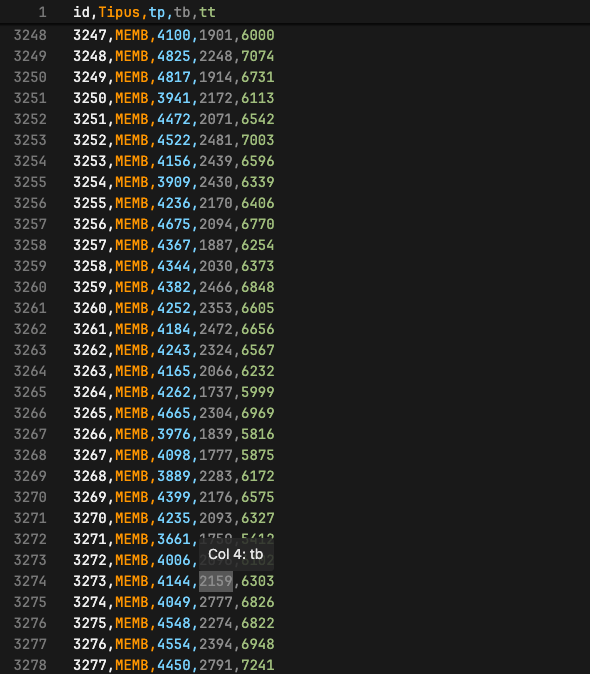 1 id,Tipus,tp,tb,tt
3248 3247,MEMB,4100,1901,6000
3249 3248,MEMB,4825,2248,7074
3250 3249,MEMB,4817,1914,6731
3251 3250,MEMB,3941,2172,6113
3252 3251,MEMB,4472,2071,6542
3253 3252,MEMB,4522,2481,7003
3254 3253,MEMB,4156,2439,6596
3255 3254,MEMB,3909,2430,6339
3256 3255,MEMB,4236,2170,6406
3257 3256,MEMB,4675,2094,6770
3258 3257,MEMB,4367,1887,6254
3259 3258,MEMB,4344,2030,6373
3260 3259,MEMB,4382,2466,6848
3261 3260,MEMB,4252,2353,6605
3262 3261,MEMB,4184,2472,6656
3263 3262,MEMB,4243,2324,6567
3264 3263,MEMB,4165,2066,6232
3265 3264,MEMB,4262,1737,5999
3266 3265,MEMB,4665,2304,6969
3267 3266,MEMB,3976,1839,5816
3268 3267,MEMB,4098,1777,5875
3269 3268,MEMB,3889,2283,6172
3270 3269,MEMB,4399,2176,6575
3271 3270,MEMB,4235,2093,6327
3272 3271,MEMB,3661,1750,5412
3273 3272,MEMB,4006,
Col 4: tb
3274 3273,MEMB,4144,2159,6303
3275 3274,MEMB,4049,2777,6826
3276 3275,MEMB,4548,2274,6822
3277 3276,MEMB,4554,2394,6948
3278 3277,MEMB,4450,2791,7241